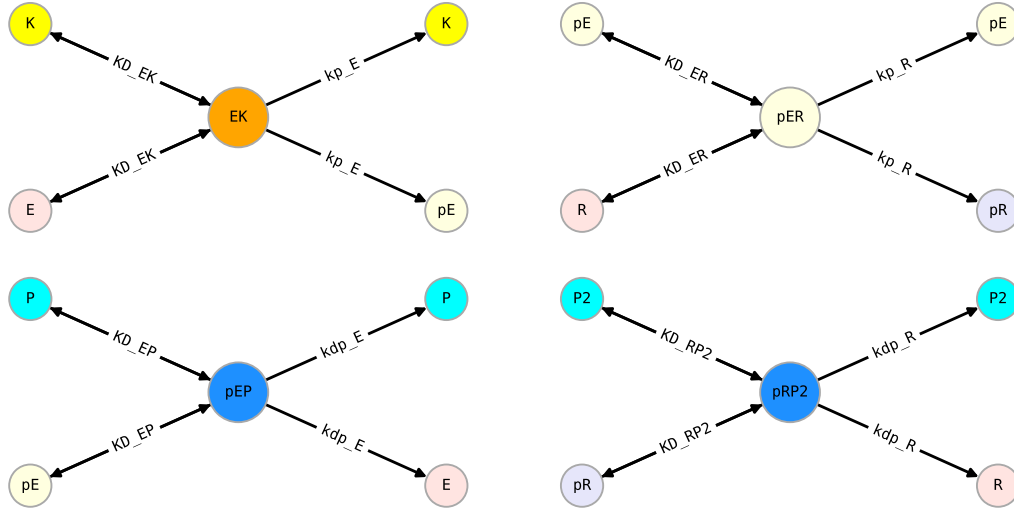 K
K
pE
pE
KD_EK
kp_E
KD_ER
kp_R
EK
pER
KD_EK
kp_E
KD_ER
kp_R
E
pE
R
pR
P
P
P2
P2
KD_EP
kdp_E
KD_RP2
kdp_R
pEP
pRP2
KD_EP
kdp_E
KD_RP2
kdp_R
pE
E
pR
R